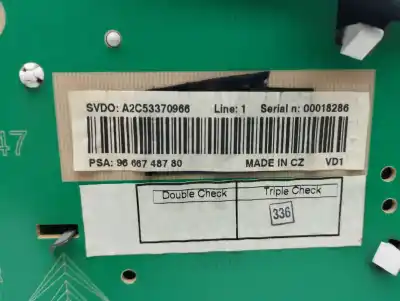 SVDO: A2C53370966 Line: 1 Serial n: 00018286
PSA: 96 667 487 80 MADE IN CZ VD1
47
Double Check Triple Check
336